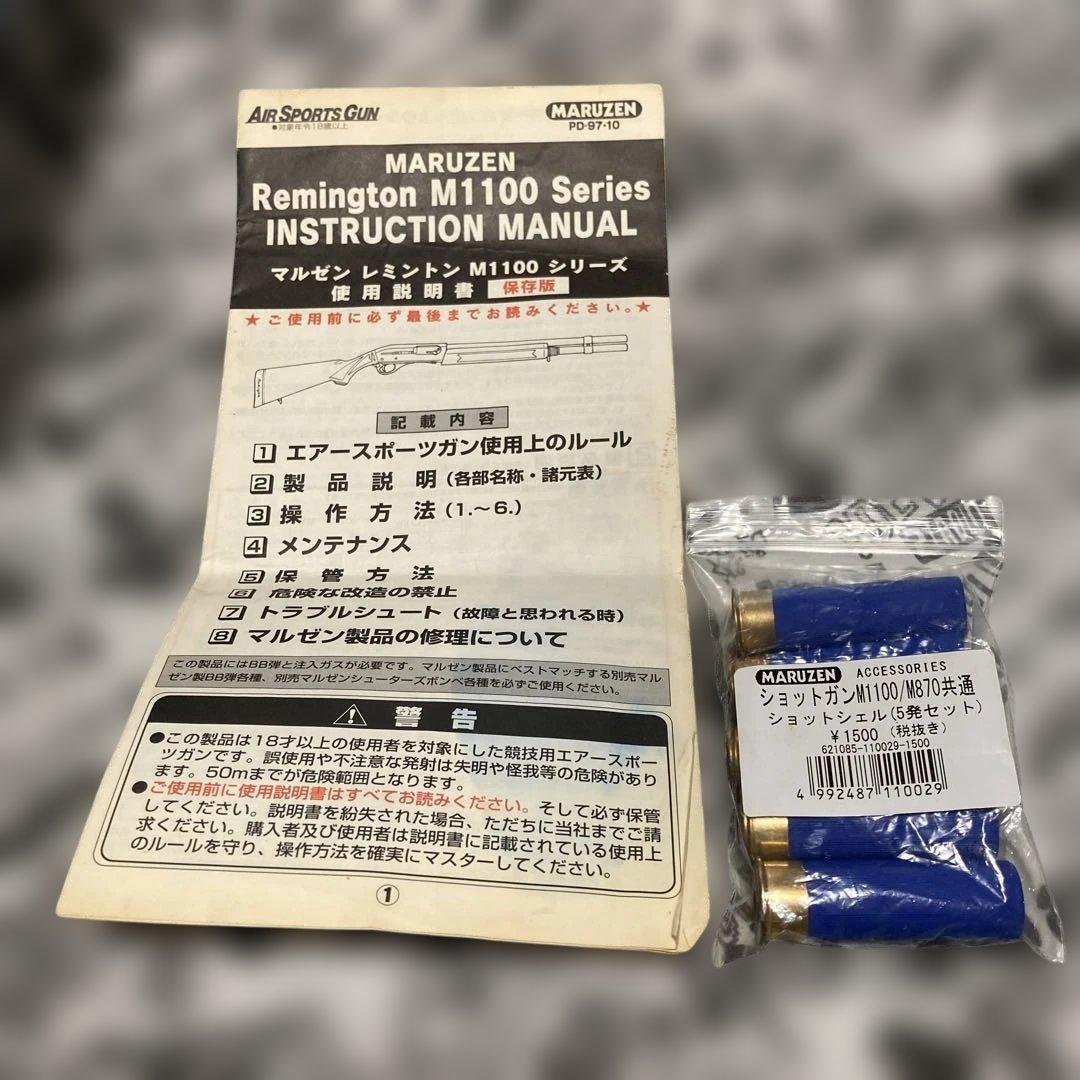 AIR SPORTS GUN
●対象年令18歳以上
MARUZEN
PD-97-10
MARUZEN
Remington M1100 Series
INSTRUCTION MANUAL
マルゼン レミントン M1100 シリーズ
使用説明書 保存版
★ご使用前に必ず最後までお読みください。★
記載内容
1 エアースポーツガン使用上のルール
2 製品説明(各部名称・諸元表)
3 操作方法(1.～6.)
4 メンテナンス
5 保管方法
6 危険な改造の禁止
7 トラブルシュート(故障と思われる時)
8 マルゼン製品の修理について
この製品にはBB弾と注入ガスが必要です。マルゼン製品にベストマッチする別売マル
ゼン製BB弾各種、別売マルゼンシューターズボンベ各種を必ずご使用ください。
警告
●この製品は18才以上の使用者を対象にした競技用エアースポー
ツガンです。誤使用や不注意な発射は失明や怪我等の危険があり
ます。50mまでが危険範囲となります。
●ご使用前に使用説明書はすべてお読みください。そして必ず保管
してください。説明書を紛失された場合、ただちに当社までご請
求ください。購入者及び使用者は説明書に記載されている使用上
のルールを守り、操作方法を確実にマスターしてください。
①
MARUZEN ACCESSORIES
ショットガンM1100/M870共通
ショットシェル(5発セット)
¥1500 (税抜き)
621085-110029-1500
4 992487 110029